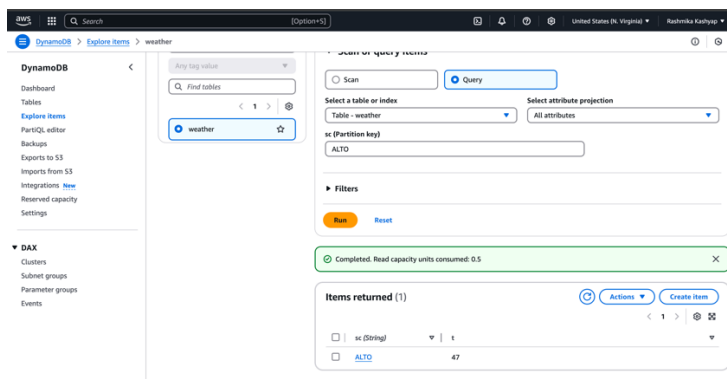 aws Search [Option+S] United States (N. Virginia) Rashmika Kashyap
DynamoDB > Explore items > weather
DynamoDB
Dashboard
Tables
Explore items
PartiQL editor
Backups
Exports to S3
Imports from S3
Integrations New
Reserved capacity
Settings
DAX
Clusters
Subnet groups
Parameter groups
Events
Any tag value
Find tables
1
weather
Scan or query items
Scan Query
Select a table or index Select attribute projection
Table - weather All attributes
sc (Partition key)
ALTO
Filters
Run Reset
Completed. Read capacity units consumed: 0.5
Items returned (1) Actions Create item
1
sc (String) t
ALTO 47